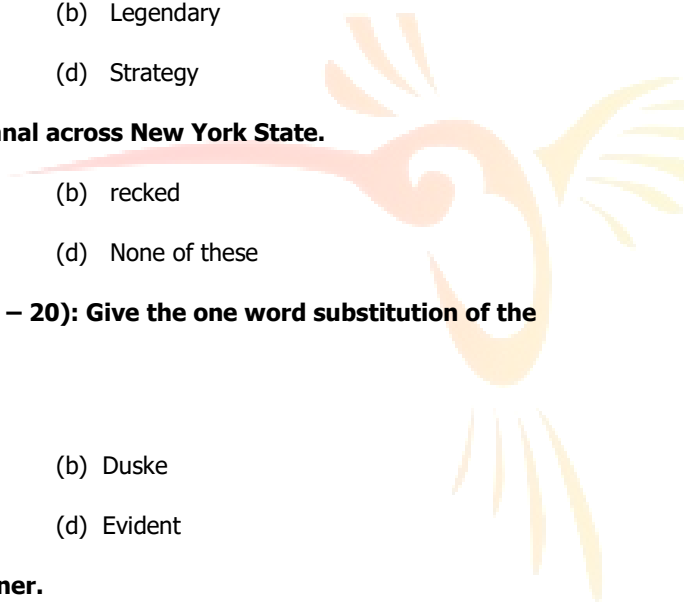 (b) Legendary
(d) Strategy
nal across New York State.
(b) recked
(d) None of these
– 20): Give the one word substitution of the
(b) Duske
(d) Evident
ner.